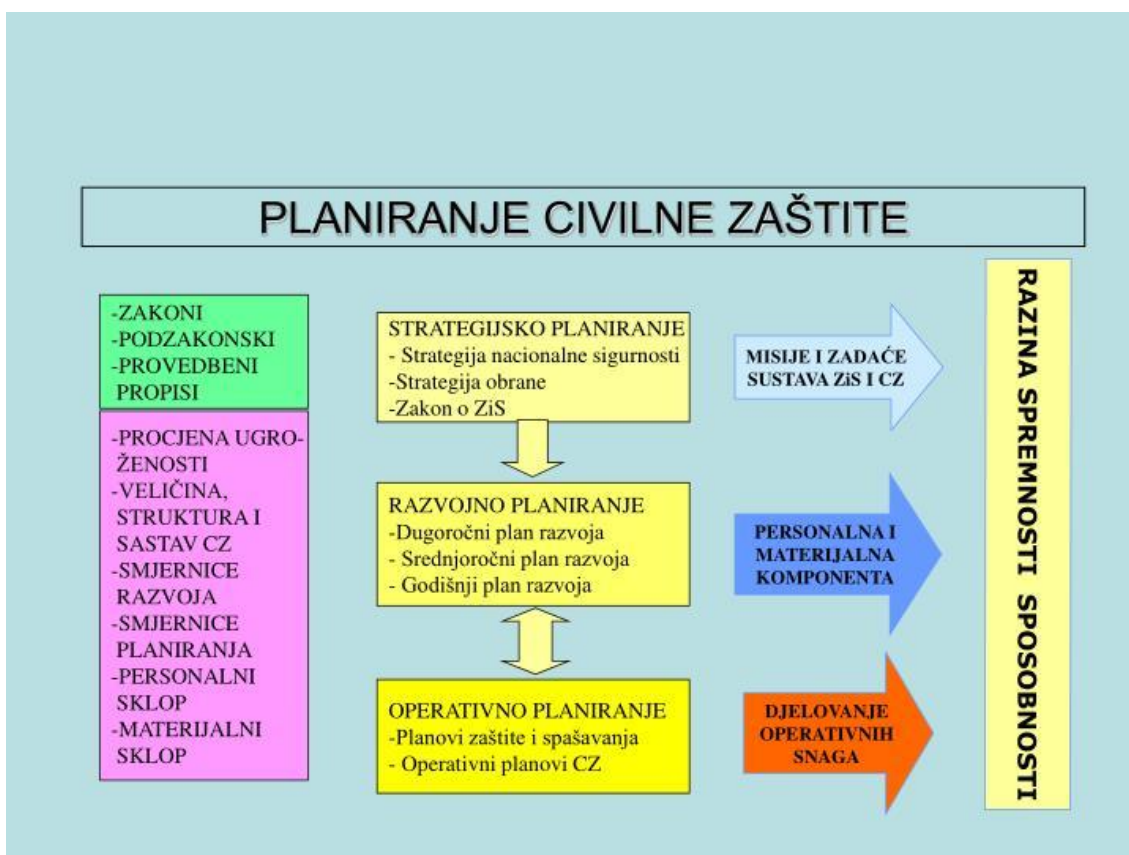 PLANIRANJE CIVILNE ZAŠTITE
-ZAKONI
-PODZAKONSKI
-PROVEDBENI
PROPISI
-PROCJENA UGRO-
ŽENOSTI
-VELIČINA,
STRUKTURA I
SASTAV CZ
-SMJERNICE
RAZVOJA
-SMJERNICE
PLANIRANJA
-PERSONALNI
SKLOP
-MATERIJALNI
SKLOP
STRATEGIJSKO PLANIRANJE
- Strategija nacionalne sigurnosti
-Strategija obrane
-Zakon o ZiS
RAZVOJNO PLANIRANJE
-Dugoročni plan razvoja
- Srednjoročni plan razvoja
- Godišnji plan razvoja
OPERATIVNO PLANIRANJE
-Planovi zaštite i spašavanja
- Operativni planovi CZ
MISIJE I ZADAĆE
SUSTAVA ZiS I CZ
PERSONALNA I
MATERIJALNA
KOMPONENTA
DJELOVANJE
OPERATIVNIH
SNAGA
RAZINA SPREMNOSTI SPOSOBNOSTI